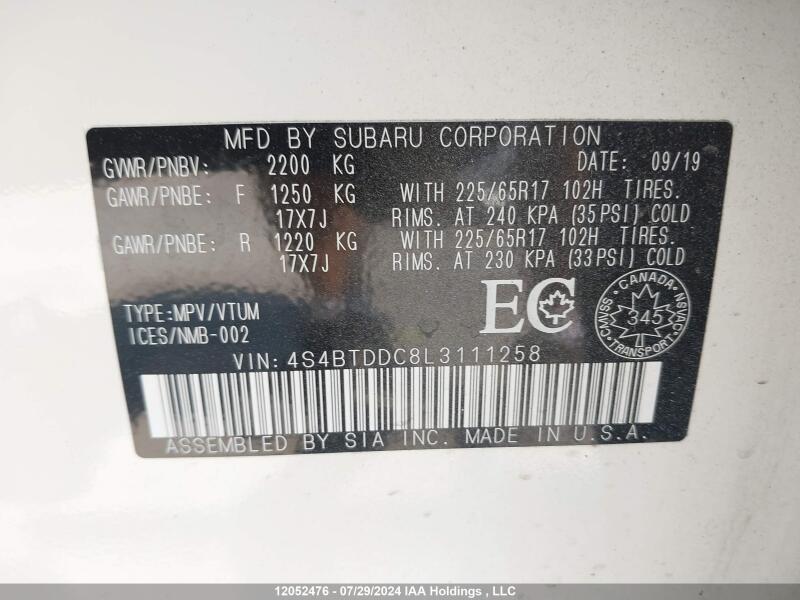 MFD BY SUBARU CORPORATION
GVWR/PNBV: 2200 KG DATE: 09/19
GAWR/PNBE: F 1250 KG WITH 225/65R17 102H TIRES.
17X7J RIMS. AT 240 KPA (35PSI) COLD
GAWR/PNBE: R 1220 KG WITH 225/65R17 102H TIRES.
17X7J RIMS. AT 230 KPA (33PSI) COLD
TYPE:MPV/VTUM
ICES/NMB-002
EC
CANADA
CMVSS 345 NSVAC
TRANSPORT
VIN:4S4BTDDC8L3111258
ASSEMBLED BY SIA INC. MADE IN U.S.A.
12052476 - 07/29/2024 IAA Holdings , LLC